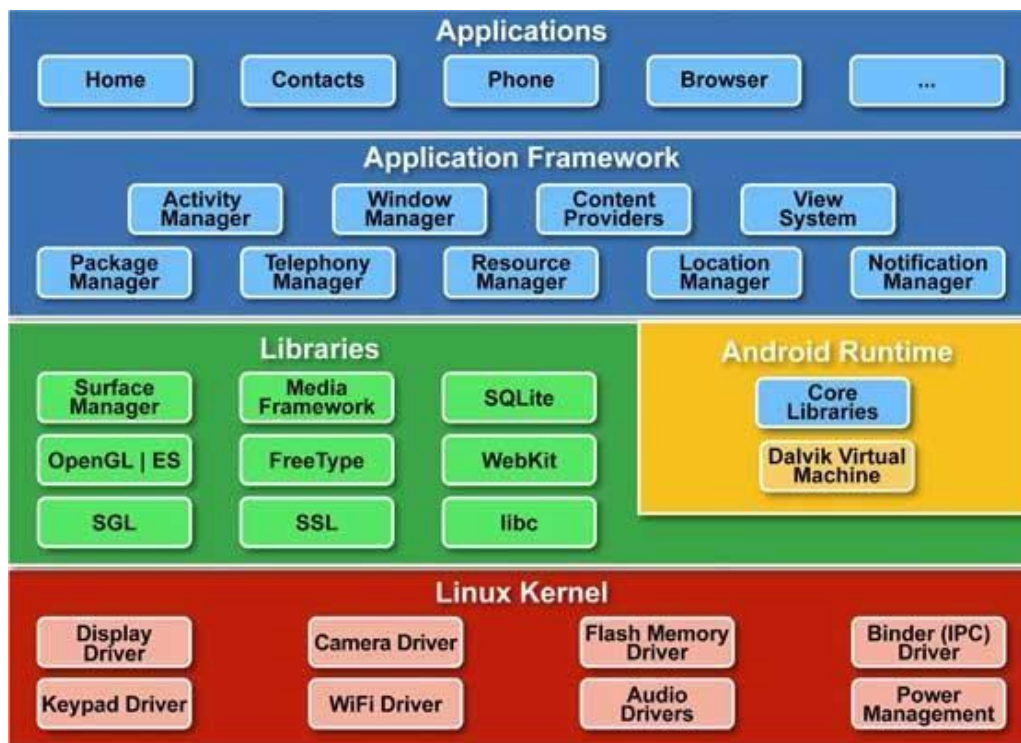 Applications
Home Contacts Phone Browser ...
Application Framework
Activity Manager
Window Manager
Content Providers
View System
Package Manager
Telephony Manager
Resource Manager
Location Manager
Notification Manager
Libraries
Surface Manager
Media Framework
SQLite
OpenGL | ES
FreeType
WebKit
SGL
SSL
libc
Android Runtime
Core Libraries
Dalvik Virtual Machine
Linux Kernel
Display Driver
Camera Driver
Flash Memory Driver
Binder (IPC) Driver
Keypad Driver
WiFi Driver
Audio Drivers
Power Management